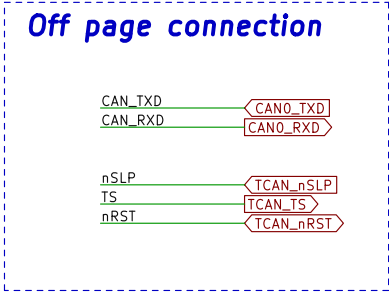 Off page connection
CAN_TXD CAN0_TXD
CAN_RXD CAN0_RXD
nSLP TCAN_nSLP
TS TCAN_TS
nRST TCAN_nRST